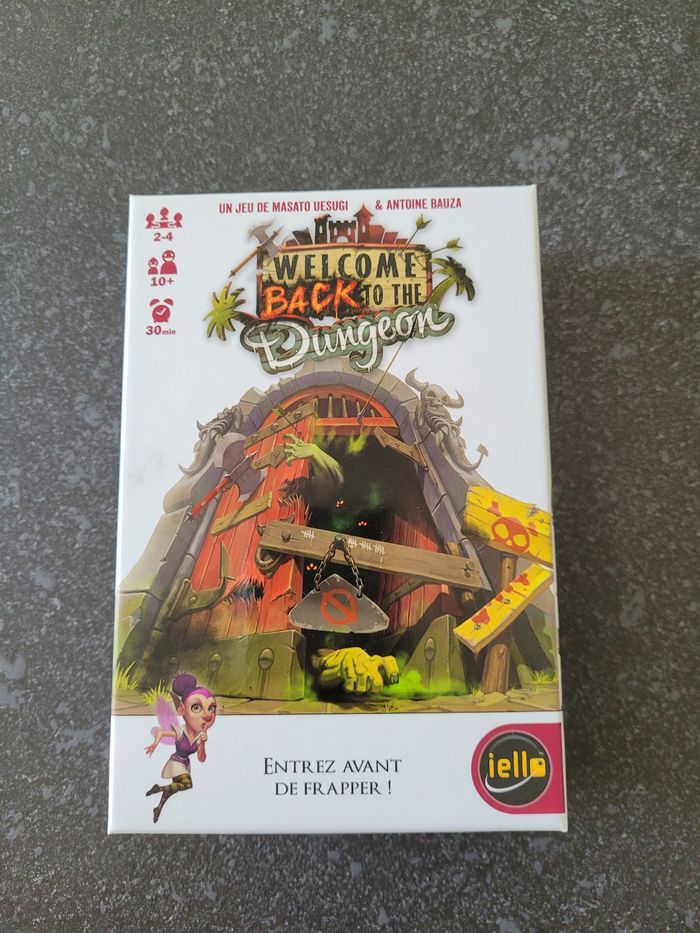 UN JEU DE MASATO UESUGI & ANTOINE BAUZA
2-4
10+
30min
WELCOME
BACK TO THE
Dungeon
ENTREZ AVANT
DE FRAPPER !
iello